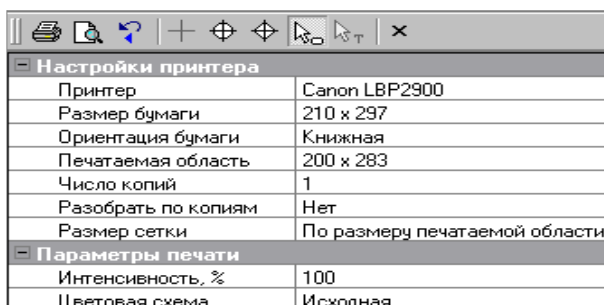 Настройки принтера
Принтер Canon LBP2900
Размер бумаги 210 x 297
Ориентация бумаги Книжная
Печатаемая область 200 x 283
Число копий 1
Разобрать по копиям Нет
Размер сетки По размеру печатаемой области
Параметры печати
Интенсивность, % 100
Цветовая схема Исходная